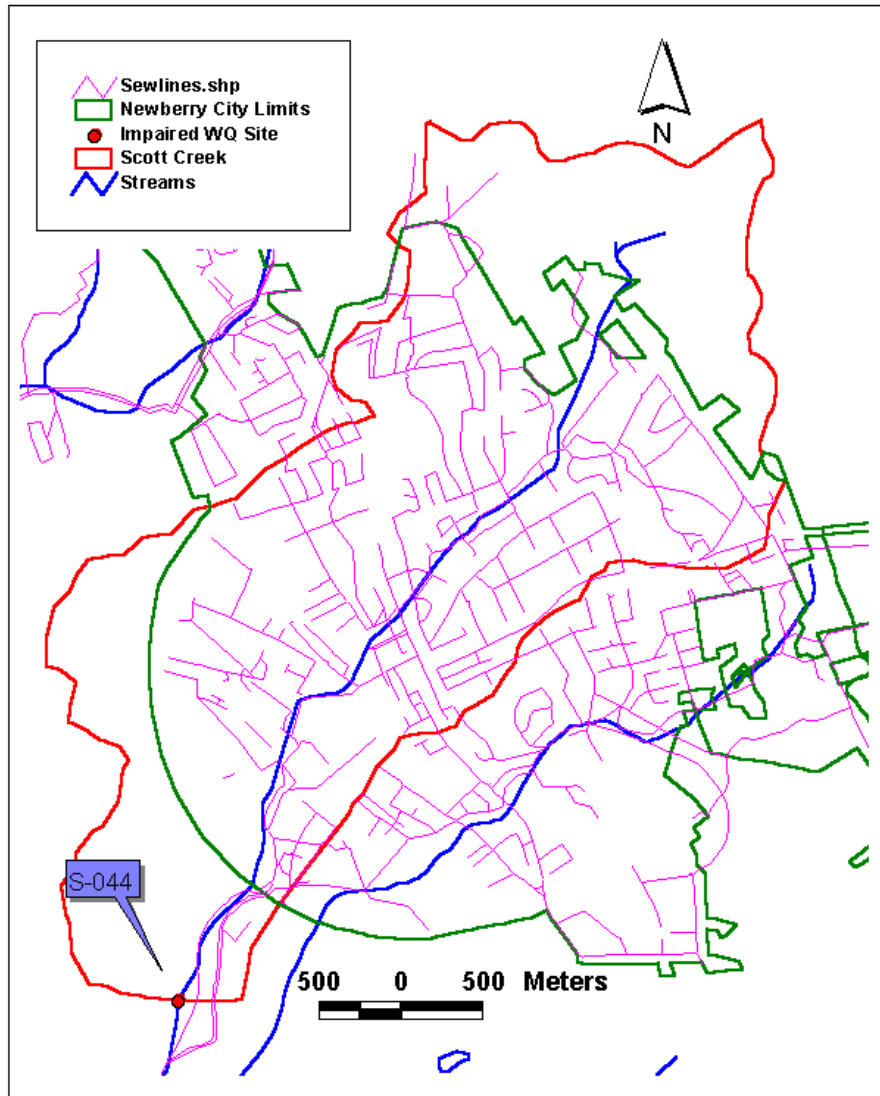 Sewlines.shp
Newberry City Limits
Impaired WQ Site
Scott Creek
Streams
N
S-044
500 0 500 Meters